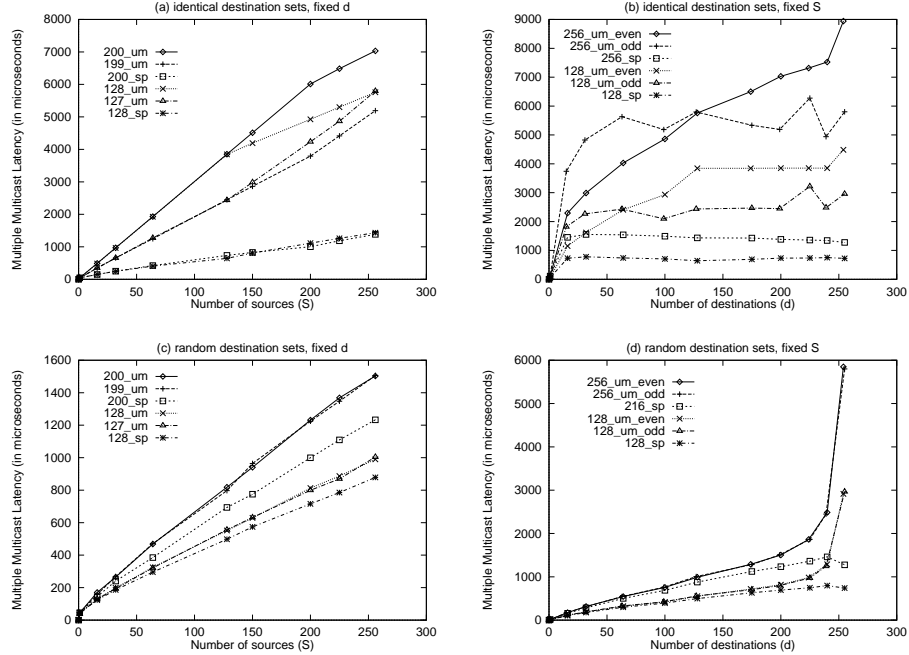 (a) identical destination sets, fixed d
Multiple Multicast Latency (in microseconds)
8000
7000
6000
5000
4000
3000
2000
1000
0
200_um
199_um
200_sp
128_um
127_um
128_sp
0 50 100 150 200 250 300
Number of sources (S)
(b) identical destination sets, fixed S
Multiple Multicast Latency (in microseconds)
9000
8000
7000
6000
5000
4000
3000
2000
1000
0
256_um_even
256_um_odd
256_sp
128_um_even
128_um_odd
128_sp
0 50 100 150 200 250 300
Number of destinations (d)
(c) random destination sets, fixed d
Multiple Multicast Latency (in microseconds)
1600
1400
1200
1000
800
600
400
200
0
200_um
199_um
200_sp
128_um
127_um
128_sp
0 50 100 150 200 250 300
Number of sources (S)
(d) random destination sets, fixed S
Multiple Multicast Latency (in microseconds)
6000
5000
4000
3000
2000
1000
0
256_um_even
256_um_odd
216_sp
128_um_even
128_um_odd
128_sp
0 50 100 150 200 250 300
Number of destinations (d)